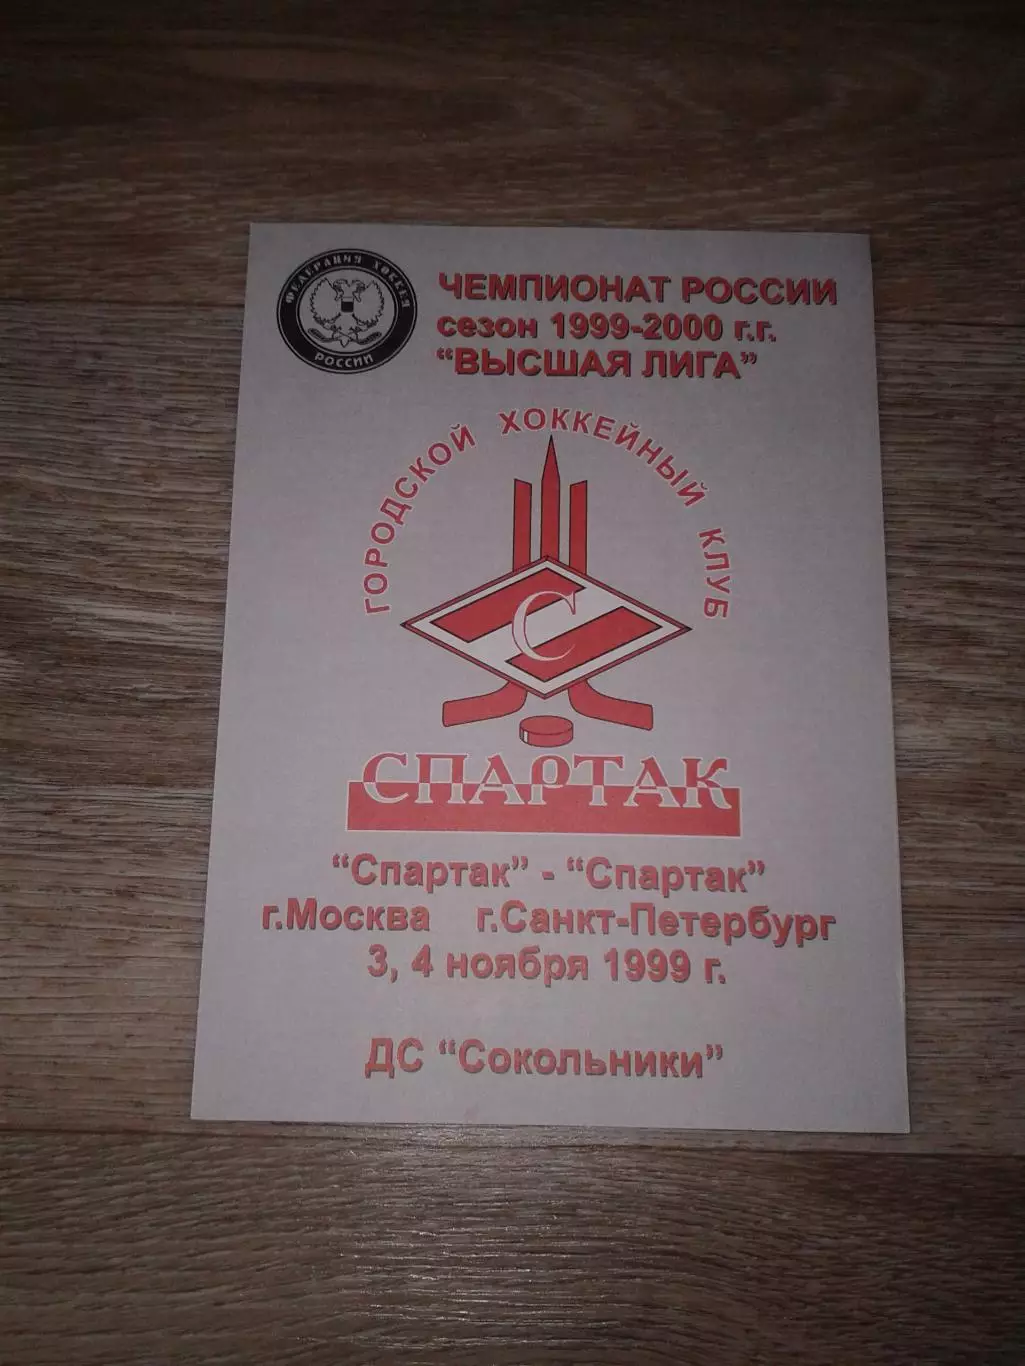 ФЕДЕРАЦИЯ ХОККЕЯ
РОССИИ
ЧЕМПИОНАТ РОССИИ
сезон 1999-2000 г.г.
“ВЫСШАЯ ЛИГА”
ГОРОДСКОЙ ХОККЕЙНЫЙ КЛУБ
С
СПАРТАК
“Спартак” - “Спартак”
г.Москва г.Санкт-Петербург
3, 4 ноября 1999 г.
ДС “Сокольники”